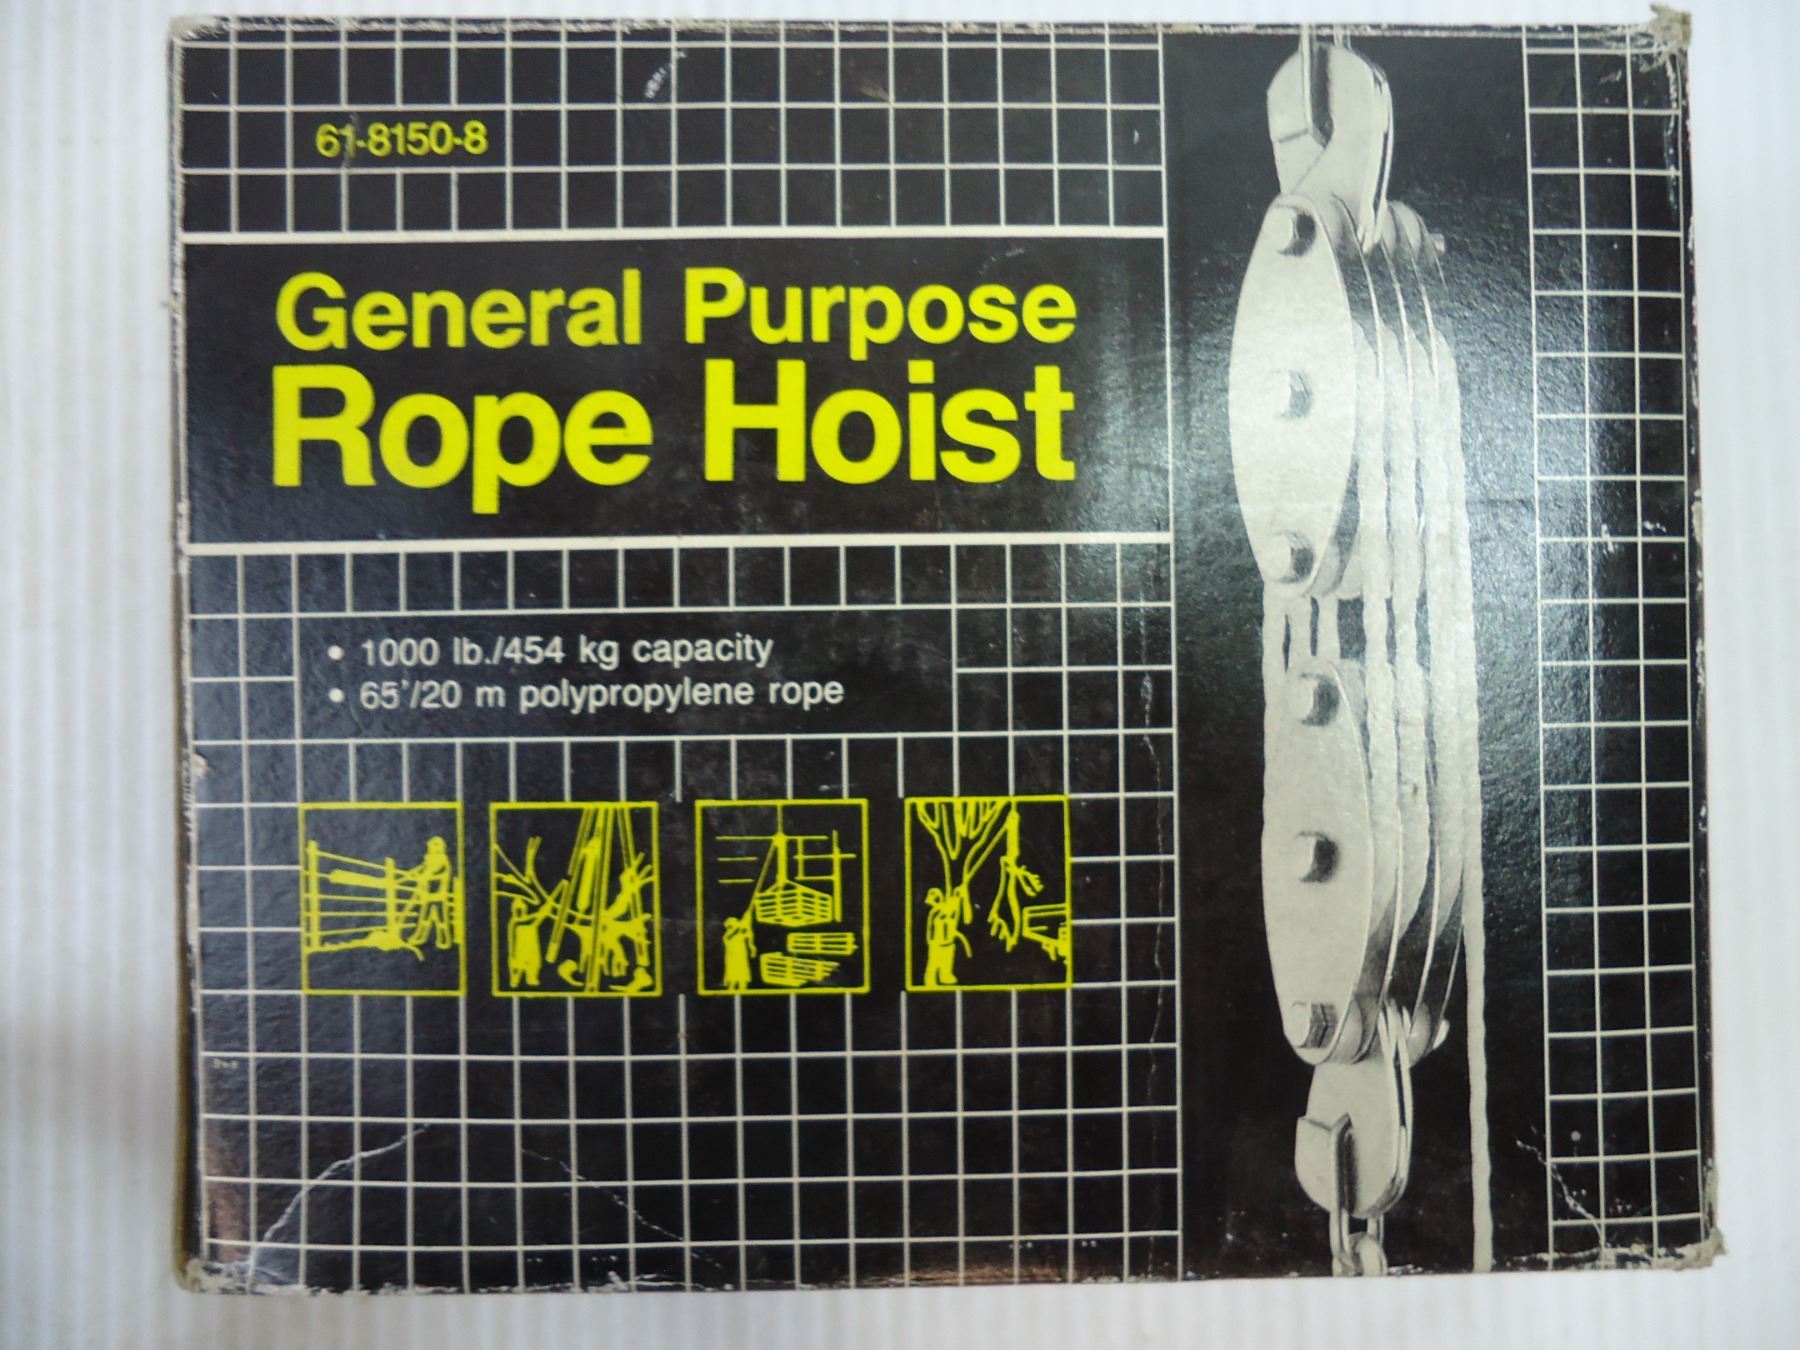 61-8150-8
General Purpose
Rope Hoist
• 1000 lb./454 kg capacity
• 65'/20 m polypropylene rope